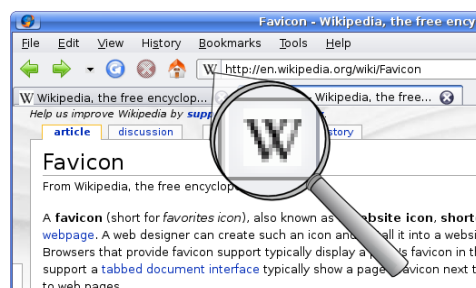 Favicon - Wikipedia, the free ency
File Edit View History Bookmarks Tools Help
W http://en.wikipedia.org/wiki/Favicon
W Wikipedia, the free encyclop... - Wikipedia, the free...
Help us improve Wikipedia by
article discussion
W
Favicon
From Wikipedia, the free encyclop
A favicon (short for favorites icon), also known as website icon, short
webpage. A web designer can create such an icon and it into a websi
Browsers that provide favicon support typically display a favicon in th
support a tabbed document interface typically show a page favicon next t
to web pages.